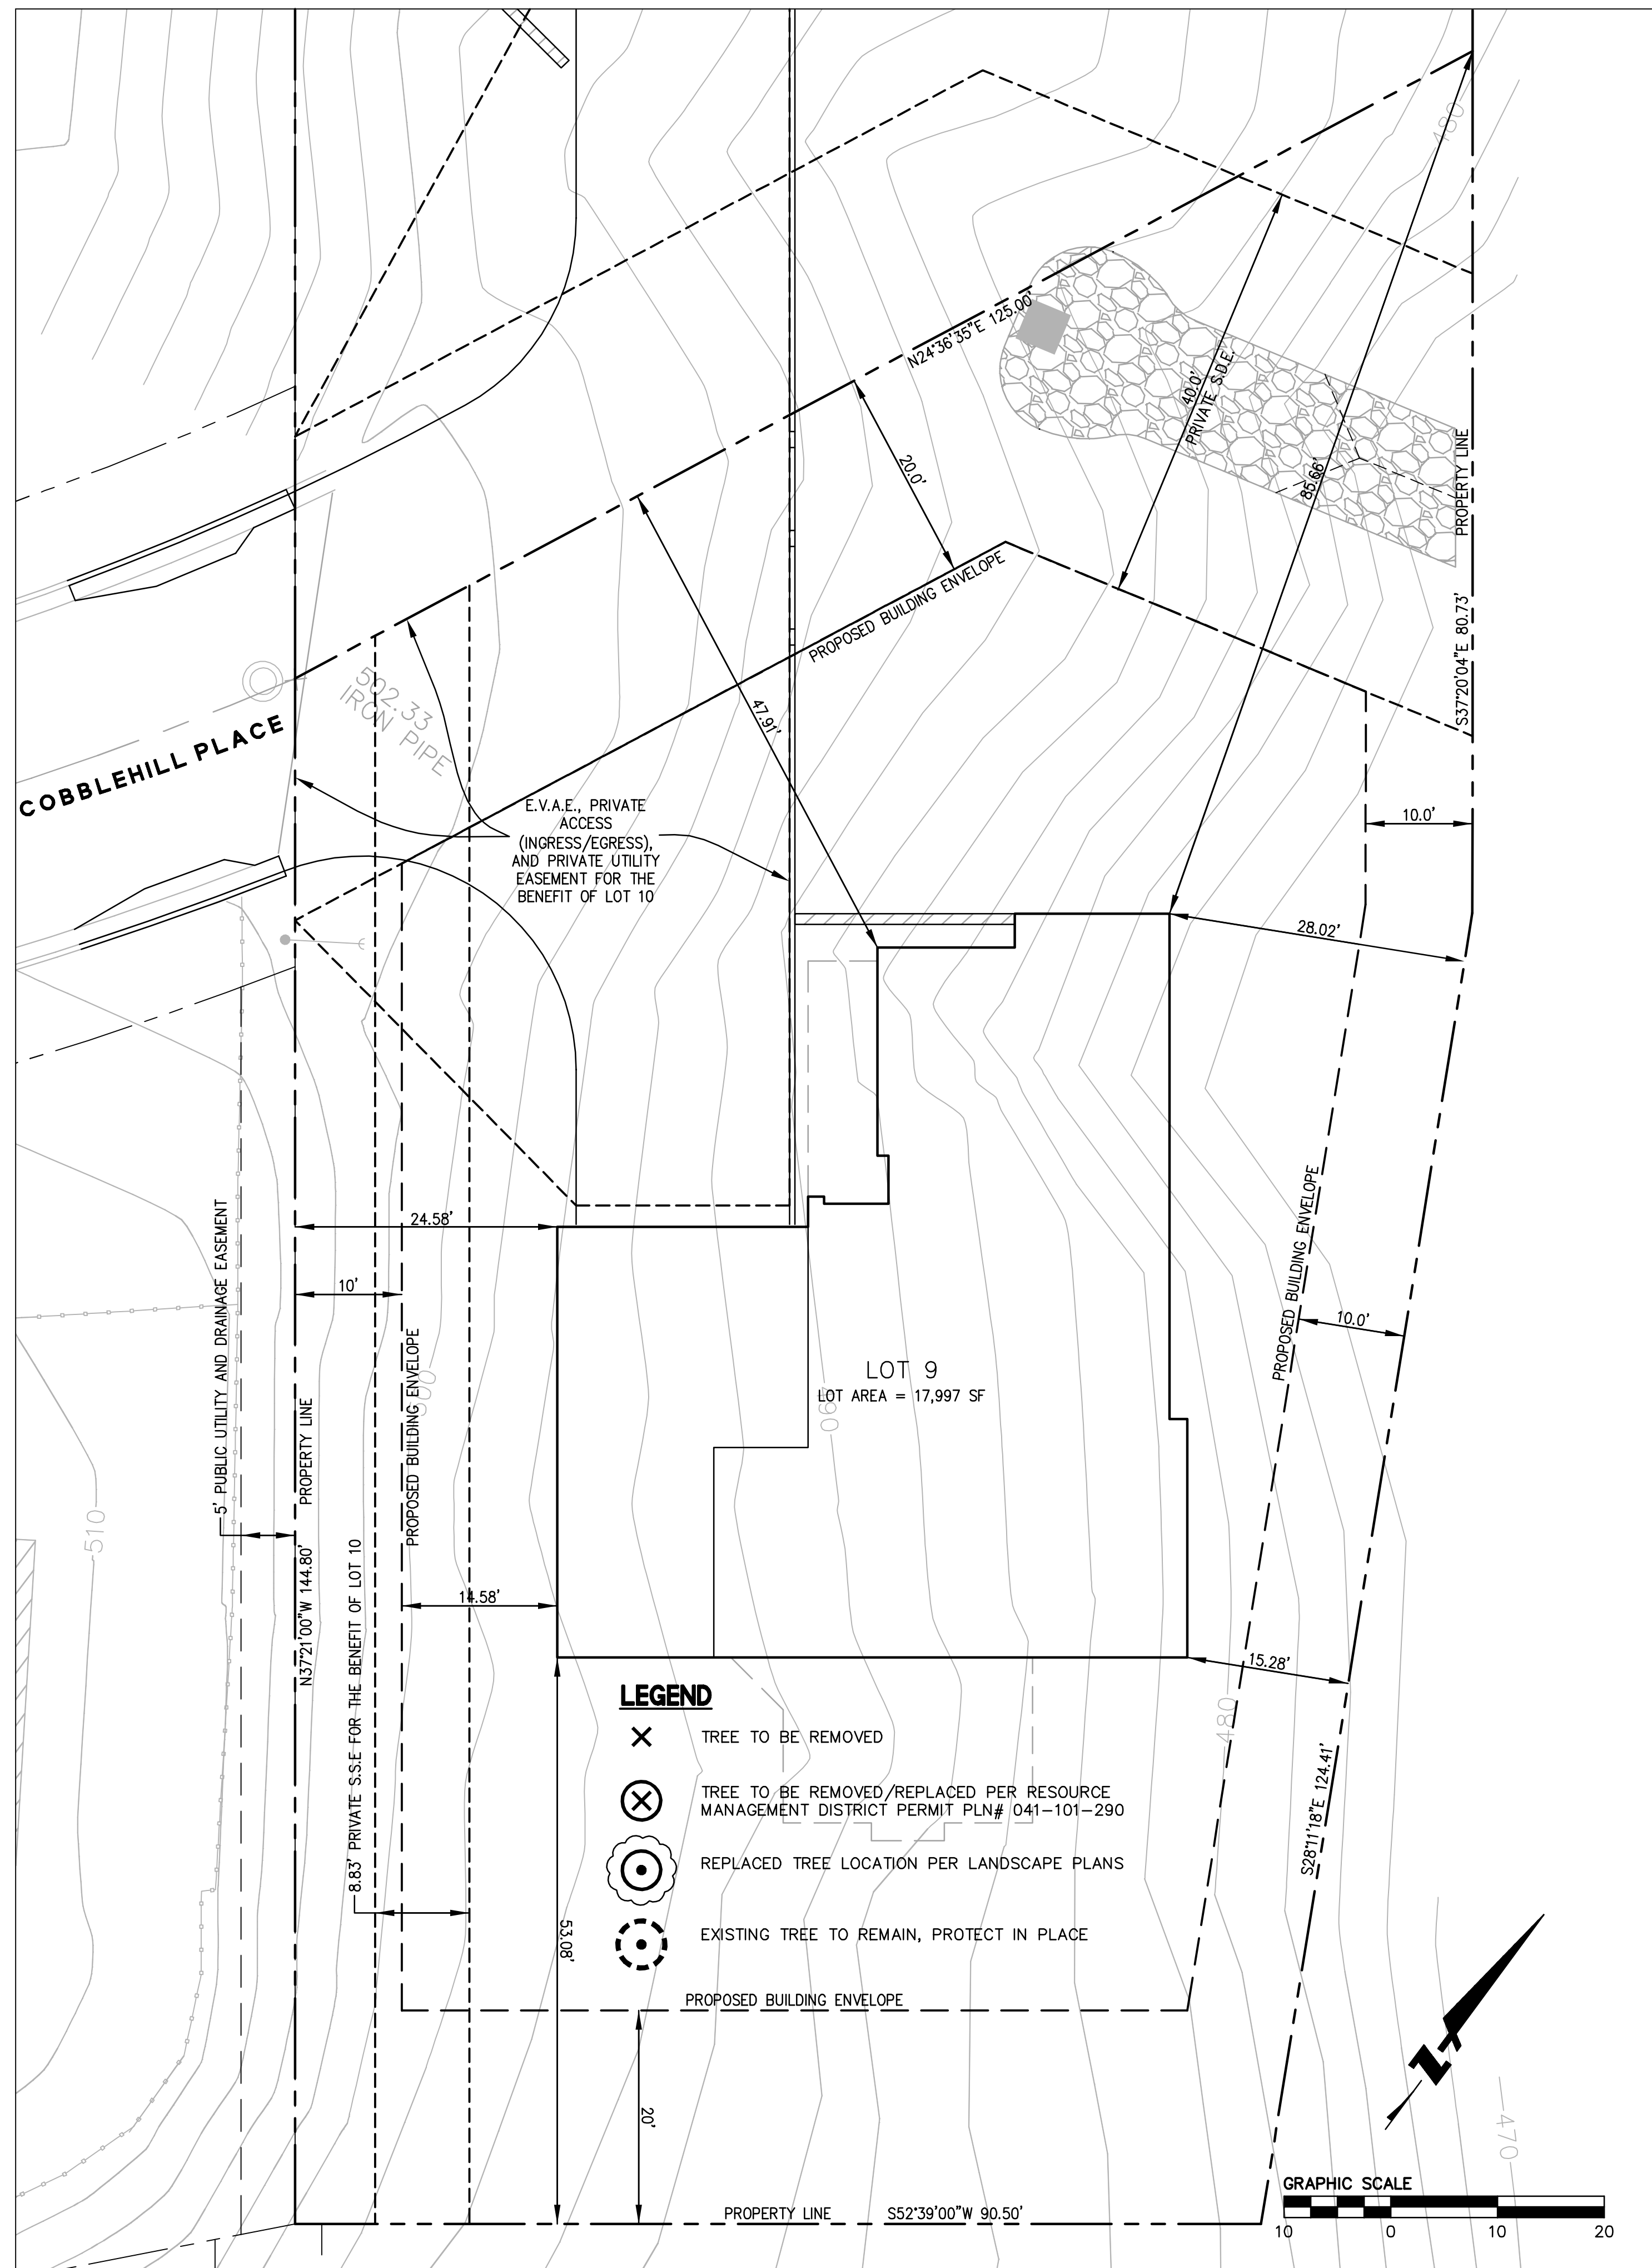 480
N24°36'35"E 125.00'
40.0'
PRIVATE S.D.E.
85.66'
PROPERTY LINE
20.0'
PROPOSED BUILDING ENVELOPE
S37°20'04"E 80.73'
502.33
IRON PIPE
COBBLEHILL PLACE
47.91'
E.V.A.E., PRIVATE
ACCESS
(INGRESS/EGRESS),
AND PRIVATE UTILITY
EASEMENT FOR THE
BENEFIT OF LOT 10
10.0'
28.02'
24.58'
10'
5' PUBLIC UTILITY AND DRAINAGE EASEMENT
PROPERTY LINE
N37°21'00"W 144.80'
PROPOSED BUILDING ENVELOPE
500
PROPOSED BUILDING ENVELOPE
10.0'
LOT 9
LOT AREA = 17,997 SF
490
510
8.83' PRIVATE S.S.E FOR THE BENEFIT OF LOT 10
14.58'
15.28'
LEGEND
TREE TO BE REMOVED
TREE TO BE REMOVED/REPLACED PER RESOURCE
MANAGEMENT DISTRICT PERMIT PLN# 041-101-290
REPLACED TREE LOCATION PER LANDSCAPE PLANS
EXISTING TREE TO REMAIN, PROTECT IN PLACE
480
S28°11'18"E 124.41'
53.08'
PROPOSED BUILDING ENVELOPE
20'
N
470
PROPERTY LINE S52°39'00"W 90.50'
GRAPHIC SCALE
10 0 10 20